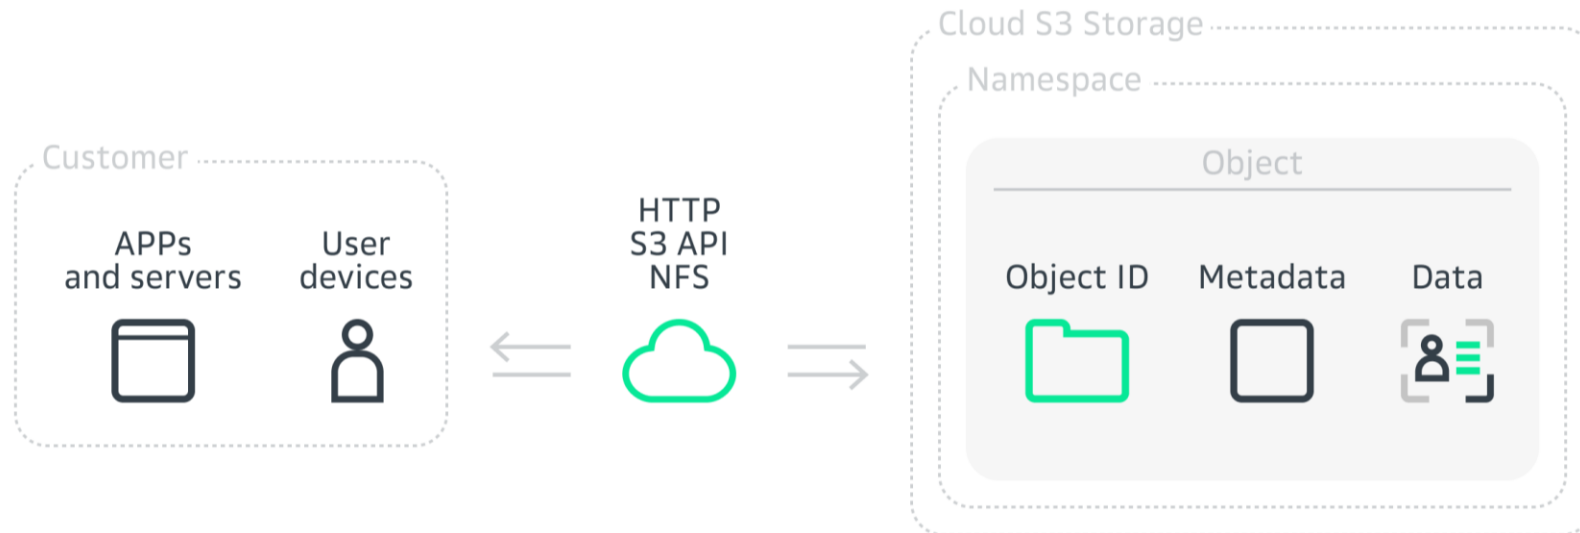 Cloud S3 Storage
Namespace
Customer
Object
APPs
and servers
User
devices
HTTP
S3 API
NFS
Object ID
Metadata
Data